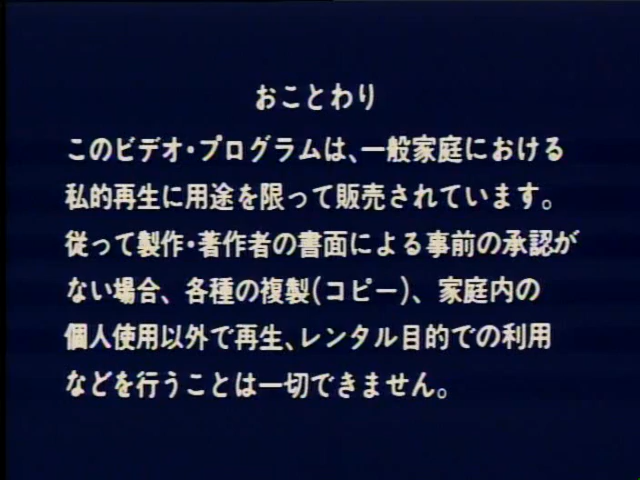 おことわり
このビデオ・プログラムは、一般家庭における
私的再生に用途を限って販売されています。
従って製作・著作者の書面による事前の承認が
ない場合、各種の複製(コピー)、家庭内の
個人使用以外で再生、レンタル目的での利用
などを行うことは一切できません。